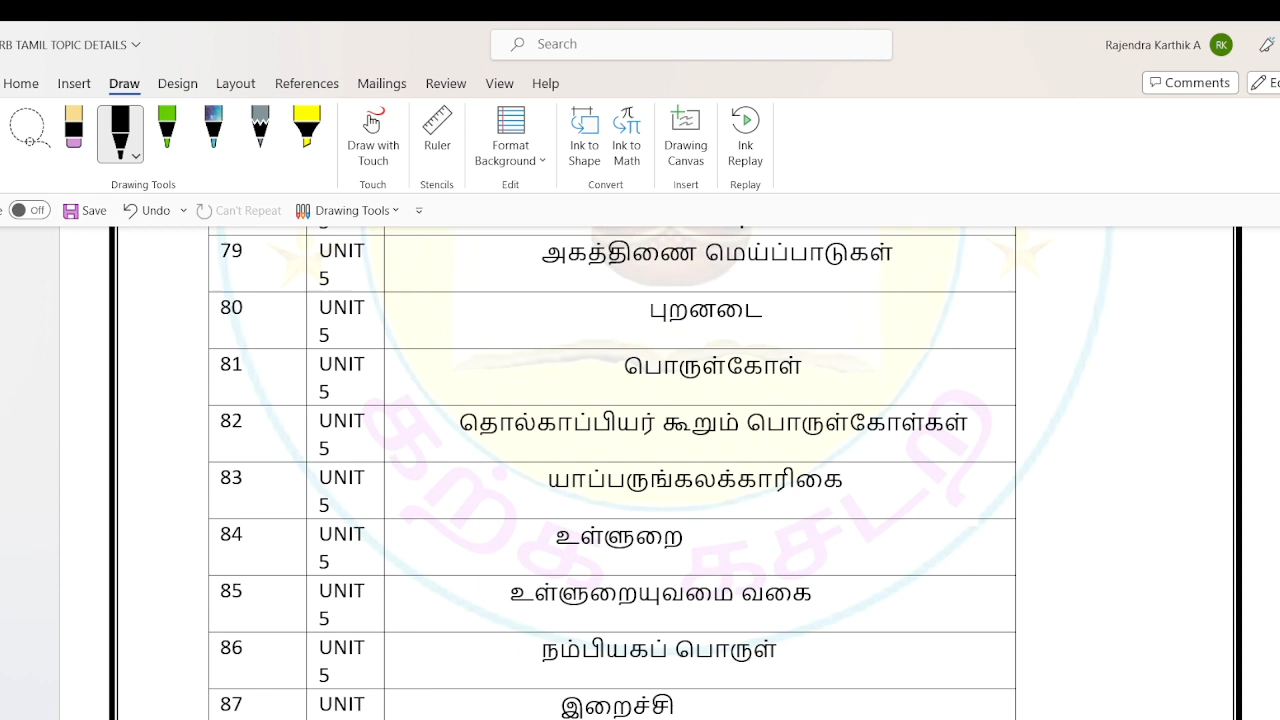 RB TAMIL TOPIC DETAILS
Search
Rajendra Karthik A
RK
Home Insert Draw Design Layout References Mailings Review View Help
Comments
Draw with Touch
Ruler
Format Background
Ink to Shape
Ink to Math
Drawing Canvas
Ink Replay
Drawing Tools
Touch
Stencils
Edit
Convert
Insert
Replay
Off
Save
Undo
Can't Repeat
Drawing Tools
79 UNIT 5 அகத்திணை மெய்ப்பாடுகள்
80 UNIT 5 புறனடை
81 UNIT 5 பொருள்கோள்
82 UNIT 5 தொல்காப்பியர் கூறும் பொருள்கோள்கள்
83 UNIT 5 யாப்பருங்கலக்காரிகை
84 UNIT 5 உள்ளுறை
85 UNIT 5 உள்ளுறையுவமை வகை
86 UNIT 5 நம்பியகப் பொருள்
87 UNIT இறைச்சி
கற்க கசடற